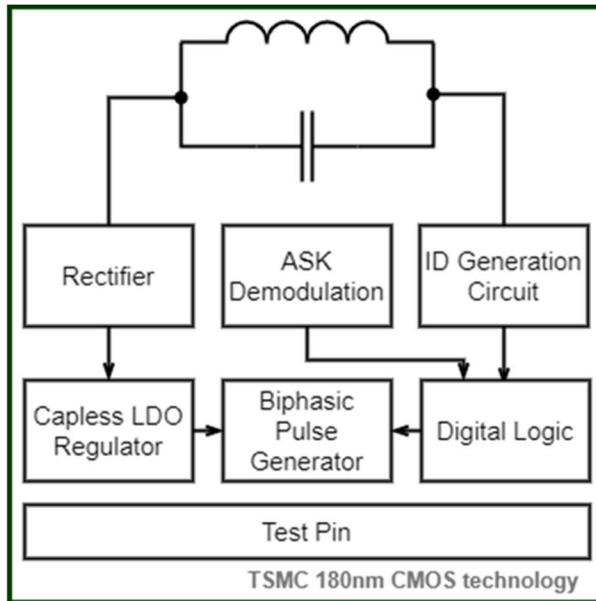 Rectifier
ASK
Demodulation
ID Generation
Circuit
Capless LDO
Regulator
Biphasic
Pulse
Generator
Digital Logic
Test Pin
TSMC 180nm CMOS technology